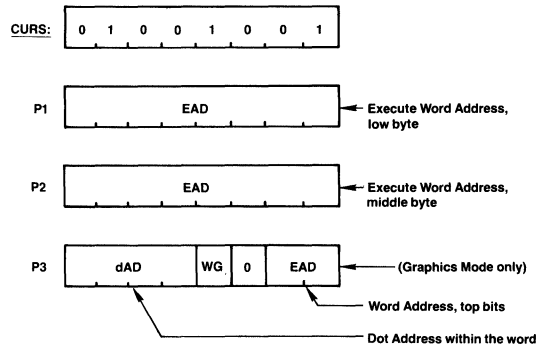 CURS: 0 1 0 0 1 0 0 1
P1 EAD Execute Word Address,
low byte
P2 EAD Execute Word Address,
middle byte
P3 dAD WG 0 EAD (Graphics Mode only)
Word Address, top bits
Dot Address within the word